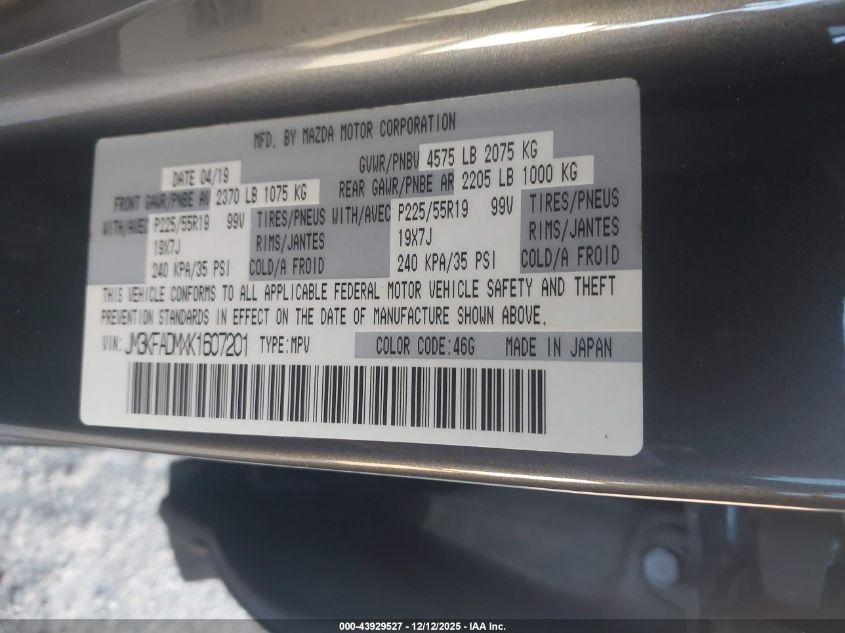 MFD. BY MAZDA MOTOR CORPORATION
DATE 04/19 GVWR/PNBV 4575 LB 2075 KG
FRONT GAWR/PNBE AV 2370 LB 1075 KG REAR GAWR/PNBE AR 2205 LB 1000 KG
WITH/AVEC P225/55R19 99V TIRES/PNEUS WITH/AVEC P225/55R19 99V TIRES/PNEUS
19X7J RIMS/JANTES 19X7J RIMS/JANTES
240 KPA/35 PSI COLD/A FROID 240 KPA/35 PSI COLD/A FROID
THIS VEHICLE CONFORMS TO ALL APPLICABLE FEDERAL MOTOR VEHICLE SAFETY AND THEFT
PREVENTION STANDARDS IN EFFECT ON THE DATE OF MANUFACTURE SHOWN ABOVE.
VIN: JM3KFADMXK1607201 TYPE:MPV COLOR CODE:46G MADE IN JAPAN
000-43929527 - 12/12/2025 - IAA Inc.